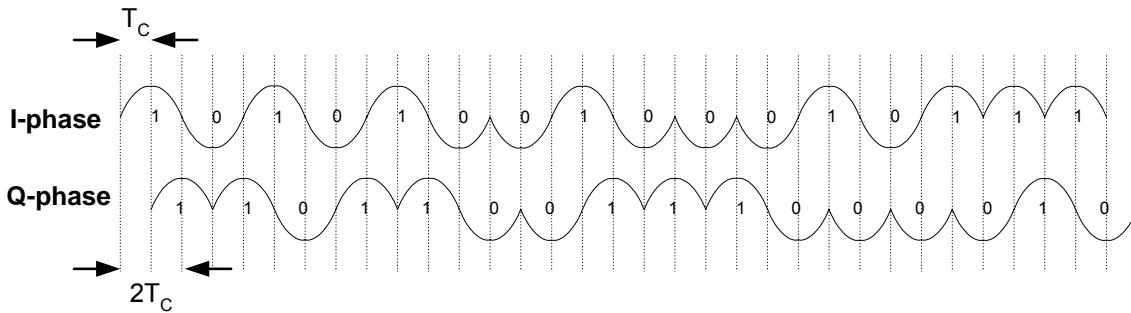 T_C
I-phase 1 0 1 0 1 0 0 1 0 0 0 1 0 1 1 1
Q-phase 1 1 0 1 1 0 0 1 1 1 0 0 0 0 1 0
2T_C